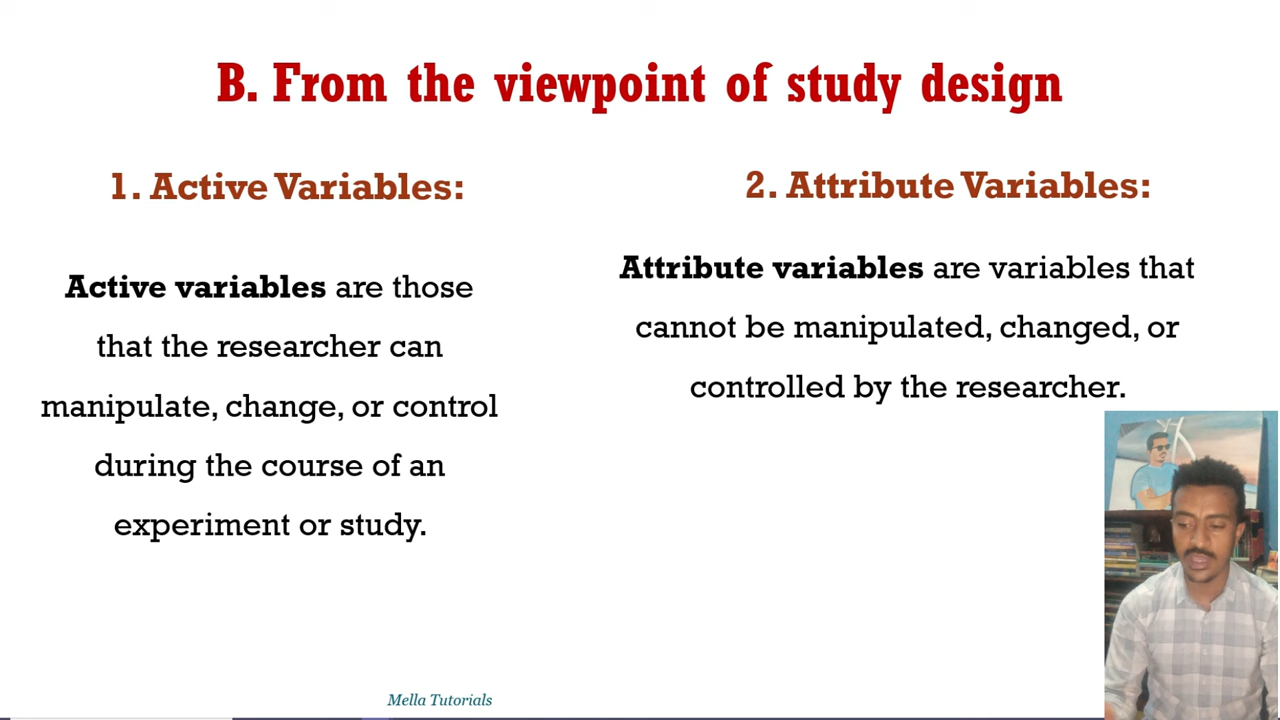 B. From the viewpoint of study design
1. Active Variables:
Active variables are those
that the researcher can
manipulate, change, or control
during the course of an
experiment or study.
2. Attribute Variables:
Attribute variables are variables that
cannot be manipulated, changed, or
controlled by the researcher.
Mella Tutorials